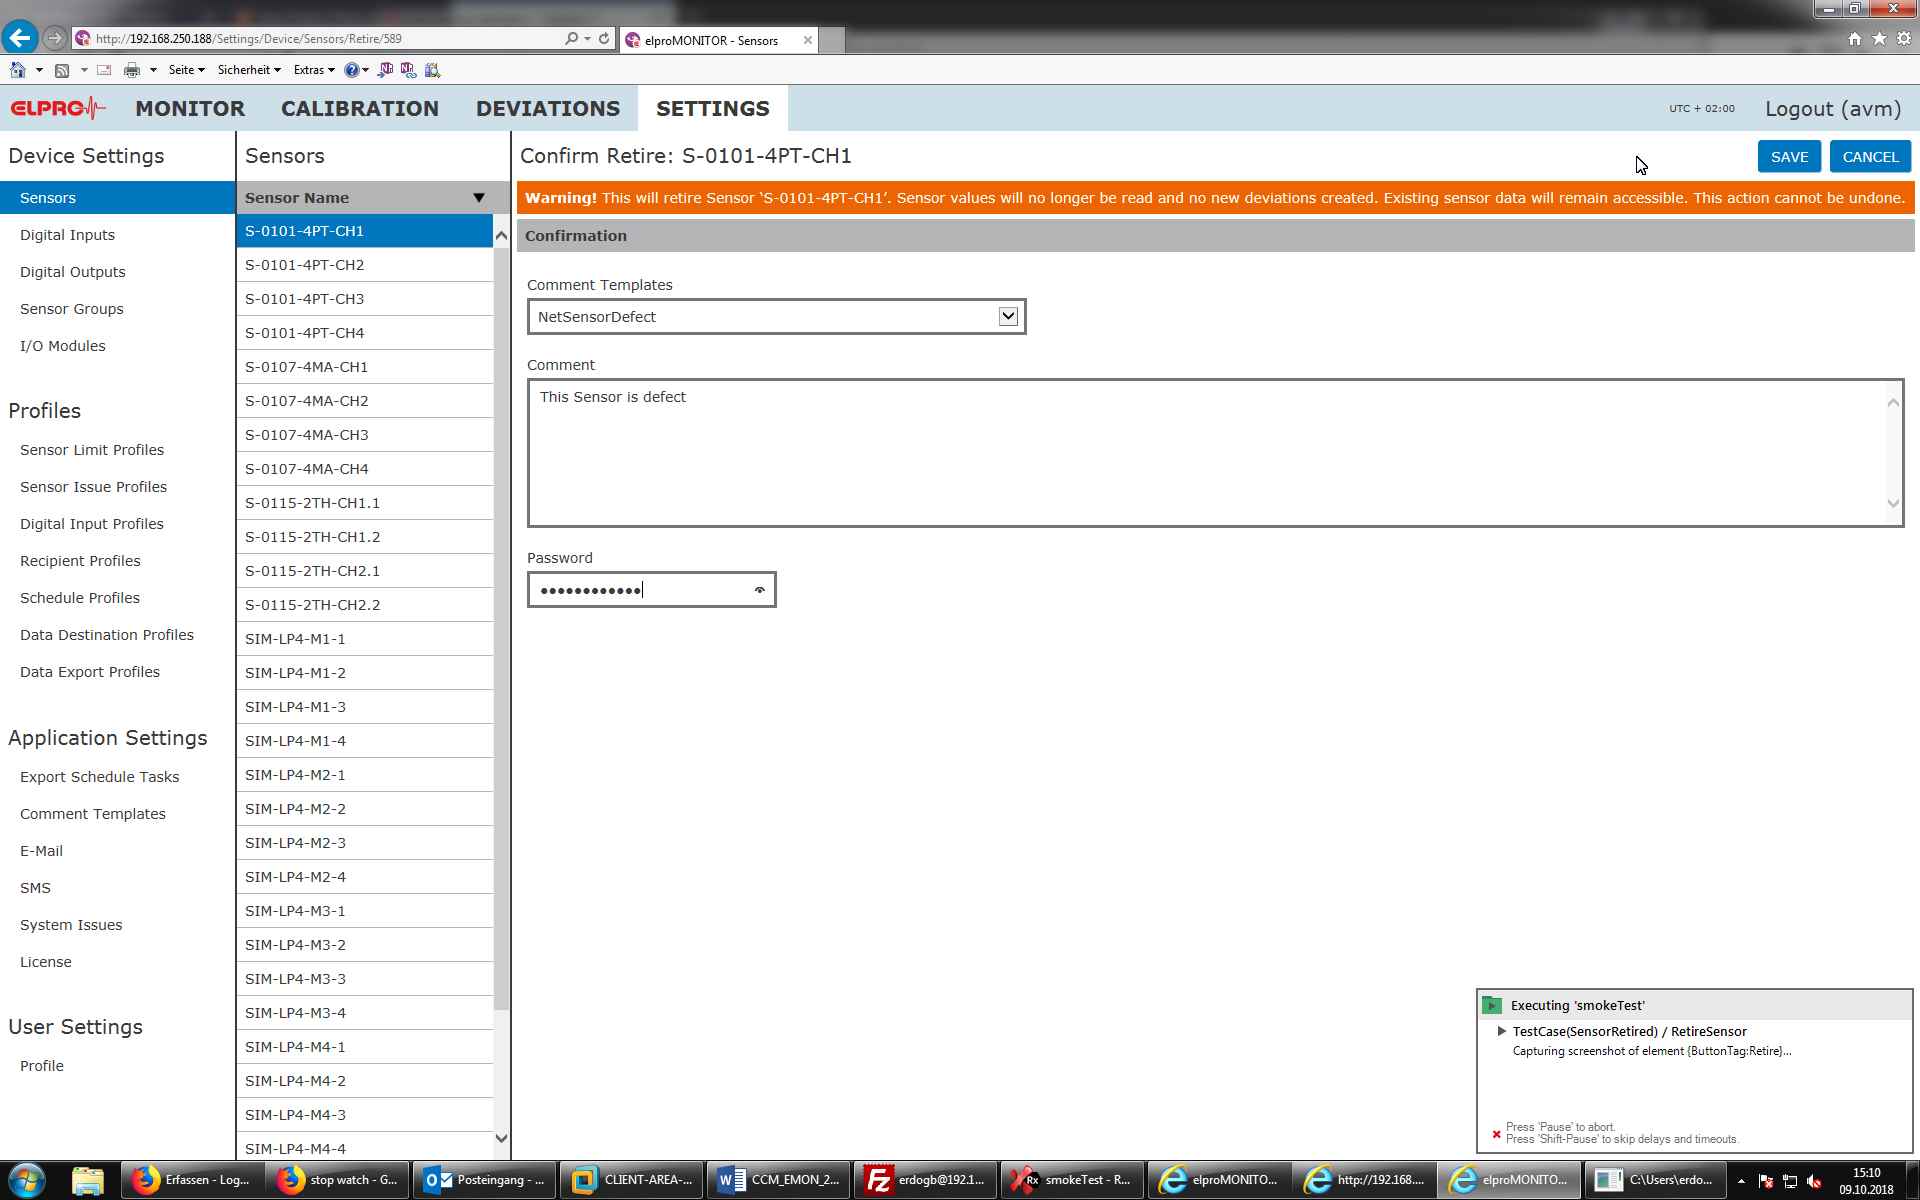 http://192.168.250.188/Settings/Device/Sensors/Retire/589
elproMONITOR - Sensors
Seite
Sicherheit
Extras
ELPRO
MONITOR
CALIBRATION
DEVIATIONS
SETTINGS
UTC + 02:00
Logout (avm)
Device Settings
Sensors
Digital Inputs
Digital Outputs
Sensor Groups
I/O Modules
Profiles
Sensor Limit Profiles
Sensor Issue Profiles
Digital Input Profiles
Recipient Profiles
Schedule Profiles
Data Destination Profiles
Data Export Profiles
Application Settings
Export Schedule Tasks
Comment Templates
E-Mail
SMS
System Issues
License
User Settings
Profile
Sensors
Sensor Name
S-0101-4PT-CH1
S-0101-4PT-CH2
S-0101-4PT-CH3
S-0101-4PT-CH4
S-0107-4MA-CH1
S-0107-4MA-CH2
S-0107-4MA-CH3
S-0107-4MA-CH4
S-0115-2TH-CH1.1
S-0115-2TH-CH1.2
S-0115-2TH-CH2.1
S-0115-2TH-CH2.2
SIM-LP4-M1-1
SIM-LP4-M1-2
SIM-LP4-M1-3
SIM-LP4-M1-4
SIM-LP4-M2-1
SIM-LP4-M2-2
SIM-LP4-M2-3
SIM-LP4-M2-4
SIM-LP4-M3-1
SIM-LP4-M3-2
SIM-LP4-M3-3
SIM-LP4-M3-4
SIM-LP4-M4-1
SIM-LP4-M4-2
SIM-LP4-M4-3
SIM-LP4-M4-4
Confirm Retire: S-0101-4PT-CH1
SAVE
CANCEL
Warning! This will retire Sensor ‘S-0101-4PT-CH1’. Sensor values will no longer be read and no new deviations created. Existing sensor data will remain accessible. This action cannot be undone.
Confirmation
Comment Templates
NetSensorDefect
Comment
This Sensor is defect
Password
Executing 'smokeTest'
TestCase(SensorRetired) / RetireSensor
Capturing screenshot of element {ButtonTag:Retire}...
Press 'Pause' to abort.
Press 'Shift-Pause' to skip delays and timeouts.
Erfassen - Log...
stop watch - G...
Posteingang - ...
CLIENT-AREA-...
CCM_EMON_2...
erdogb@192.1...
smokeTest - R...
elproMONITO...
http://192.168....
elproMONITO...
C:\Users\erdo...
15:10
09.10.2018